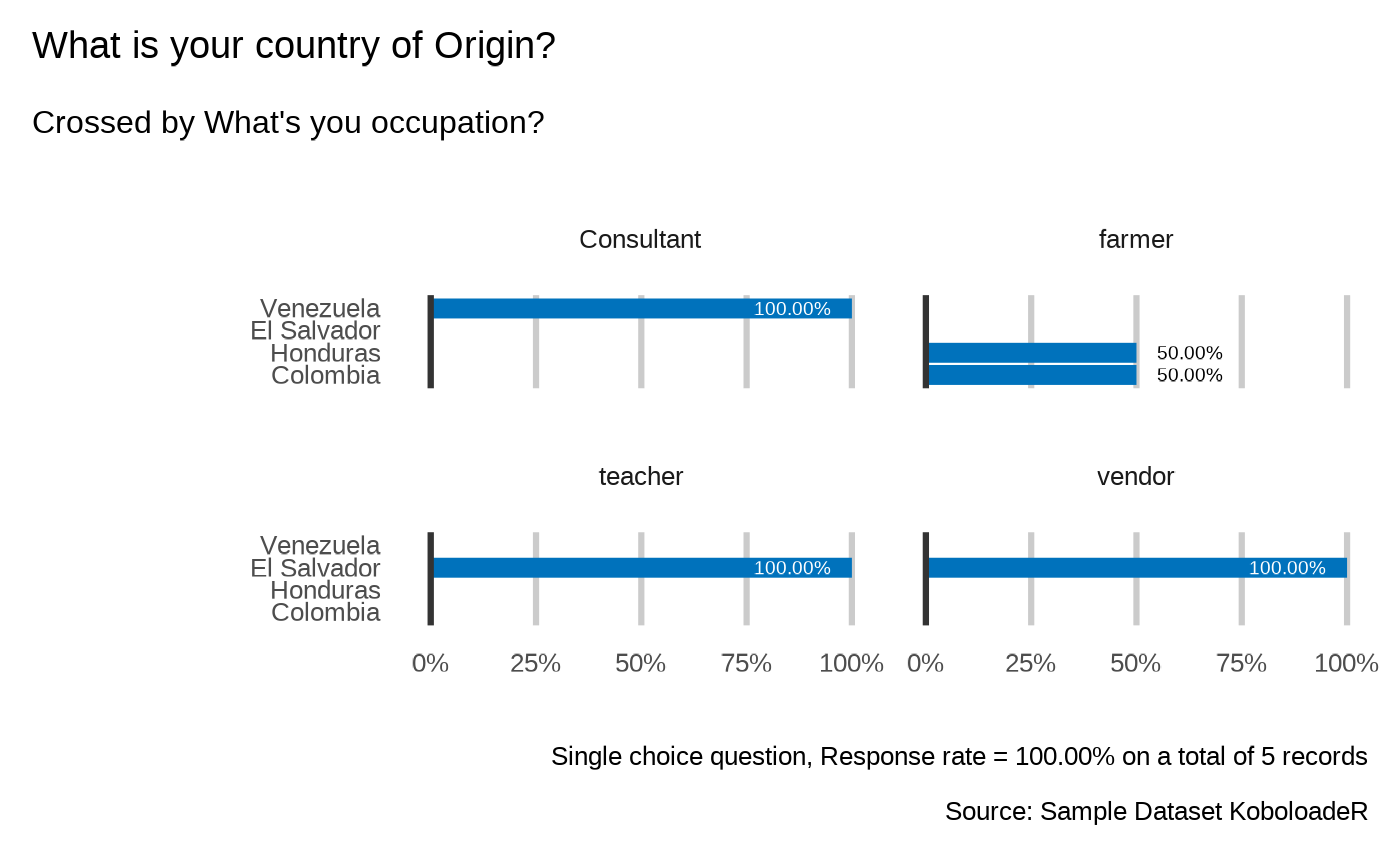 What is your country of Origin?
Crossed by What's you occupation?
Consultant
farmer
Venezuela
El Salvador
Honduras
Colombia
100.00%
50.00%
50.00%
teacher
vendor
Venezuela
El Salvador
Honduras
Colombia
100.00%
100.00%
0% 25% 50% 75% 100% 0% 25% 50% 75% 100%
Single choice question, Response rate = 100.00% on a total of 5 records
Source: Sample Dataset KoboloadeR